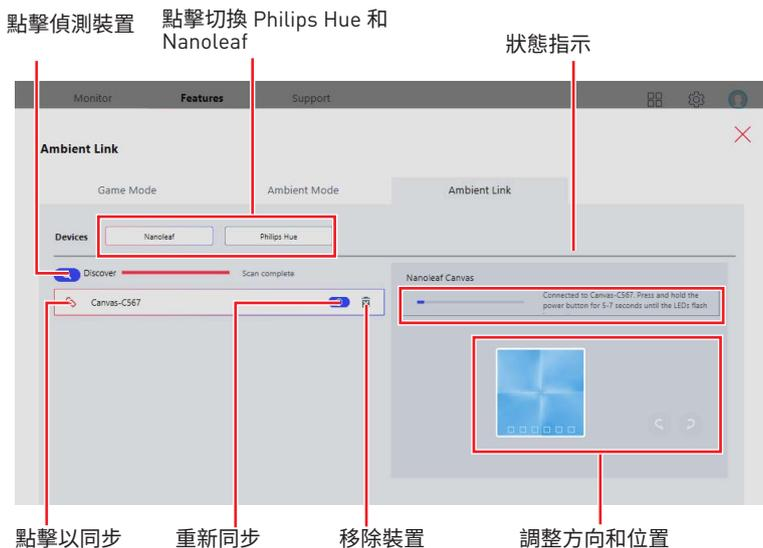 點擊偵測裝置
點擊切換 Philips Hue 和
Nanoleaf
狀態指示
Monitor
Features
Support
Ambient Link
Game Mode
Ambient Mode
Ambient Link
Devices
Nanoleaf
Philips Hue
Discover
Scan complete
Canvas-C567
Nanoleaf Canvas
Connected to Canvas-C567. Press and hold the
power button for 5-7 seconds until the LEDs flash
點擊以同步
重新同步
移除裝置
調整方向和位置